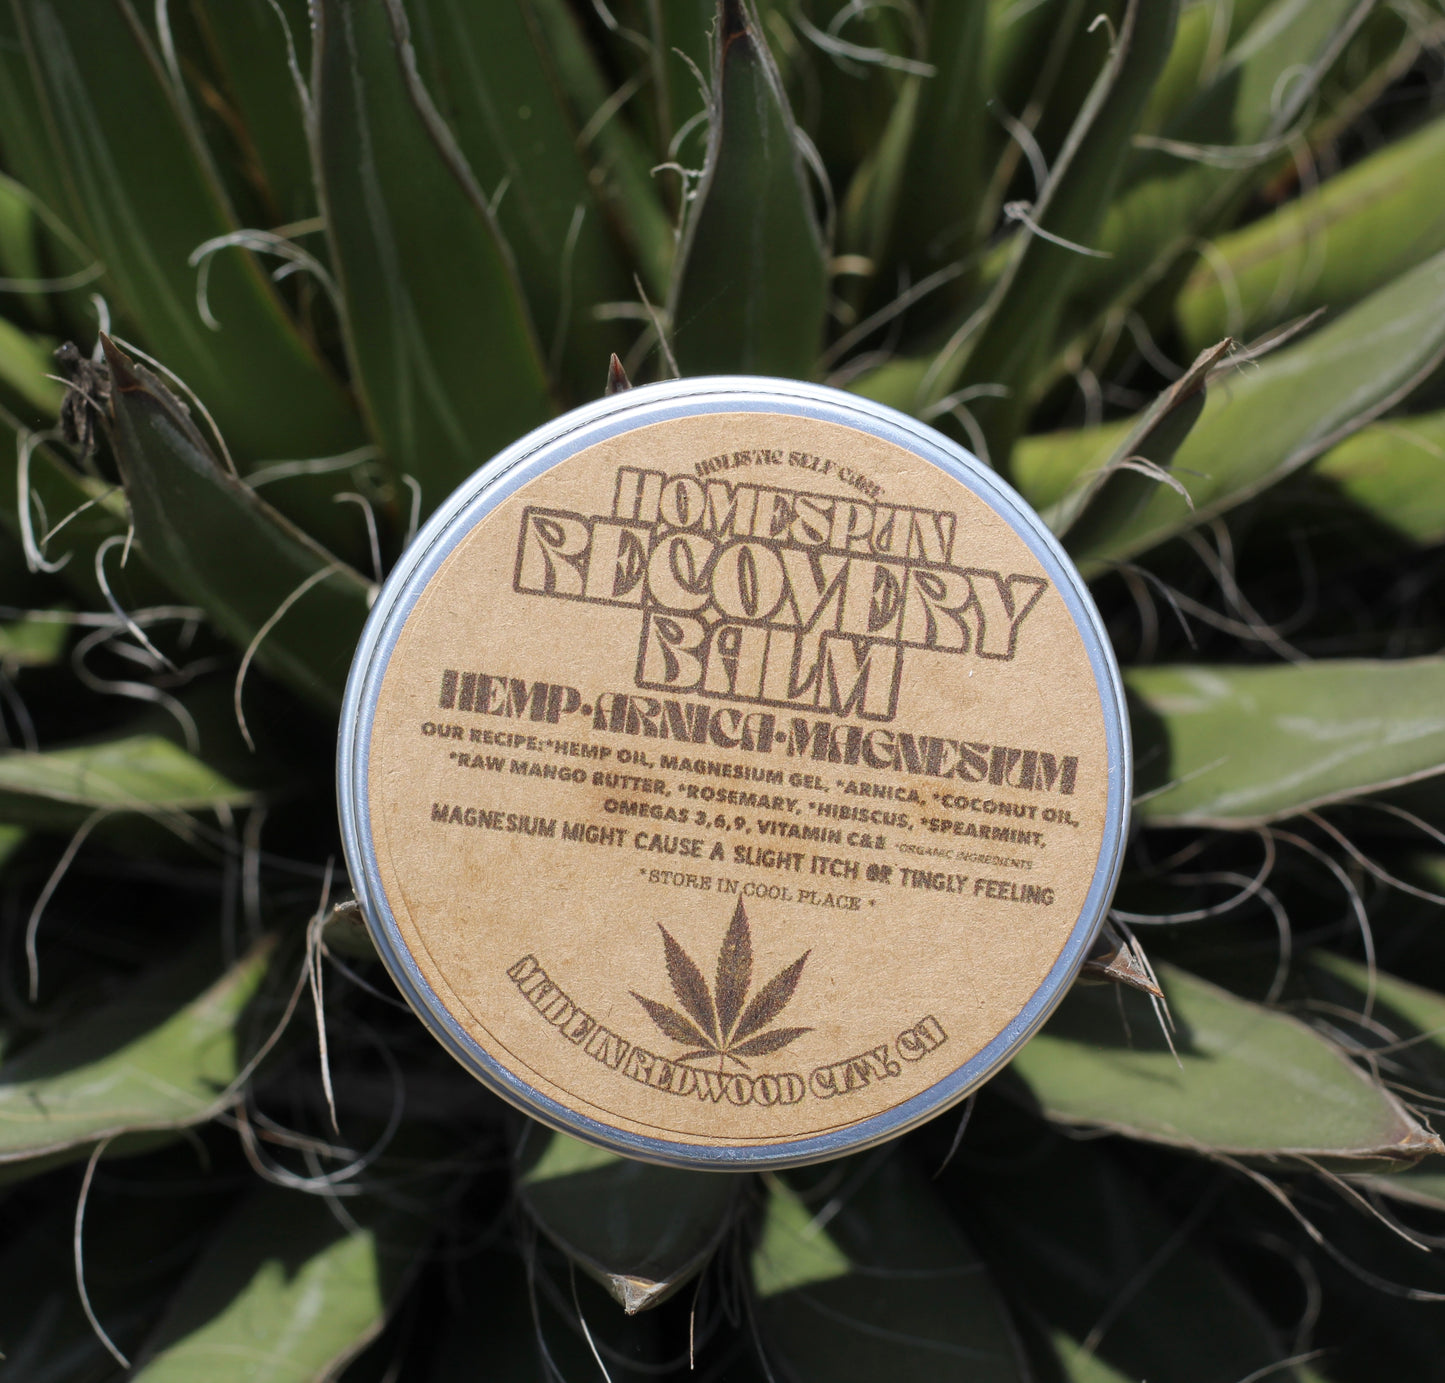 HOLISTIC SELF CARE
HOMESPUN
RECOVERY
BALM
HEMP•ARNICA•MAGNESIUM
OUR RECIPE:*HEMP OIL, MAGNESIUM GEL, *ARNICA, *COCONUT OIL,
*RAW MANGO BUTTER, *ROSEMARY, *HIBISCUS, *SPEARMINT,
OMEGAS 3,6,9, VITAMIN C&E *ORGANIC INGREDIENTS
MAGNESIUM MIGHT CAUSE A SLIGHT ITCH OR TINGLY FEELING
*STORE IN COOL PLACE *
MADE IN REDWOOD CITY, CA